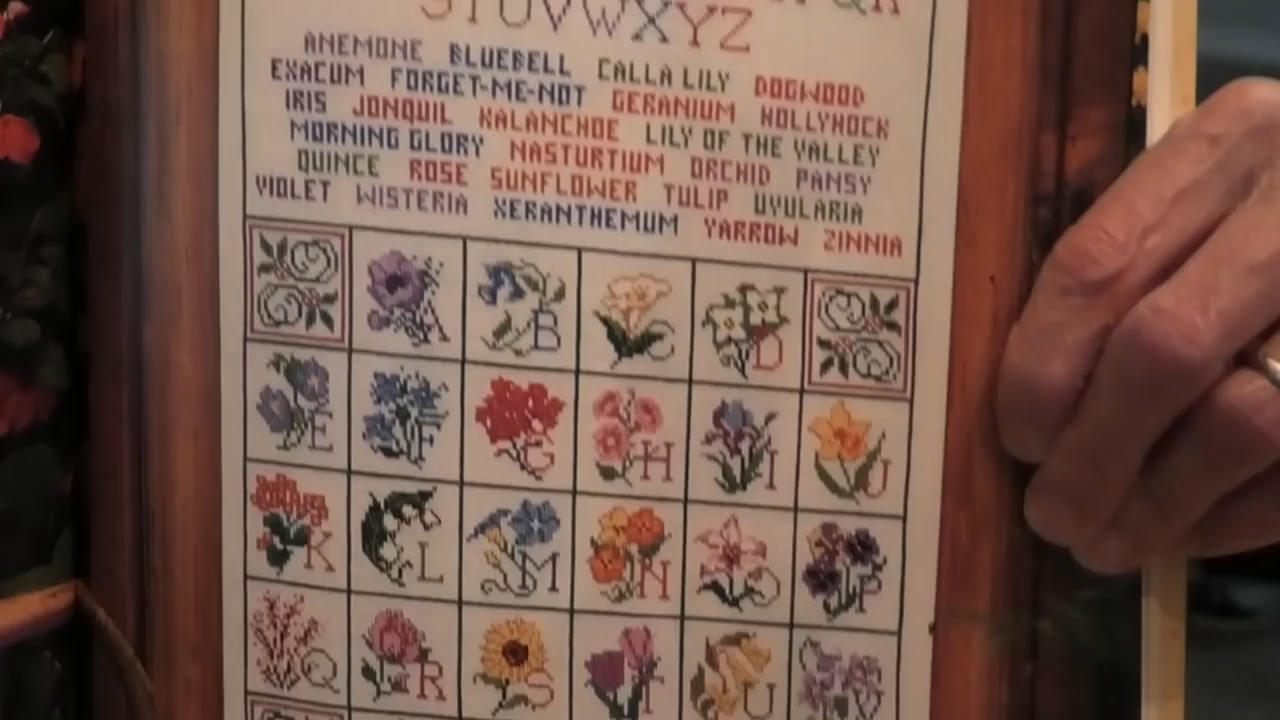 Q R
S T U V W X Y Z
ANEMONE BLUEBELL CALLA LILY DOGWOOD
EXACUM FORGET-ME-NOT GERANIUM HOLLYHOCK
IRIS JONQUIL KALANCHOE LILY OF THE VALLEY
MORNING GLORY NASTURTIUM ORCHID PANSY
QUINCE ROSE SUNFLOWER TULIP UVULARIA
VIOLET WISTERIA XERANTHEMUM YARROW ZINNIA
A B C D
E F G H I J
K L M N O P
Q R S T U